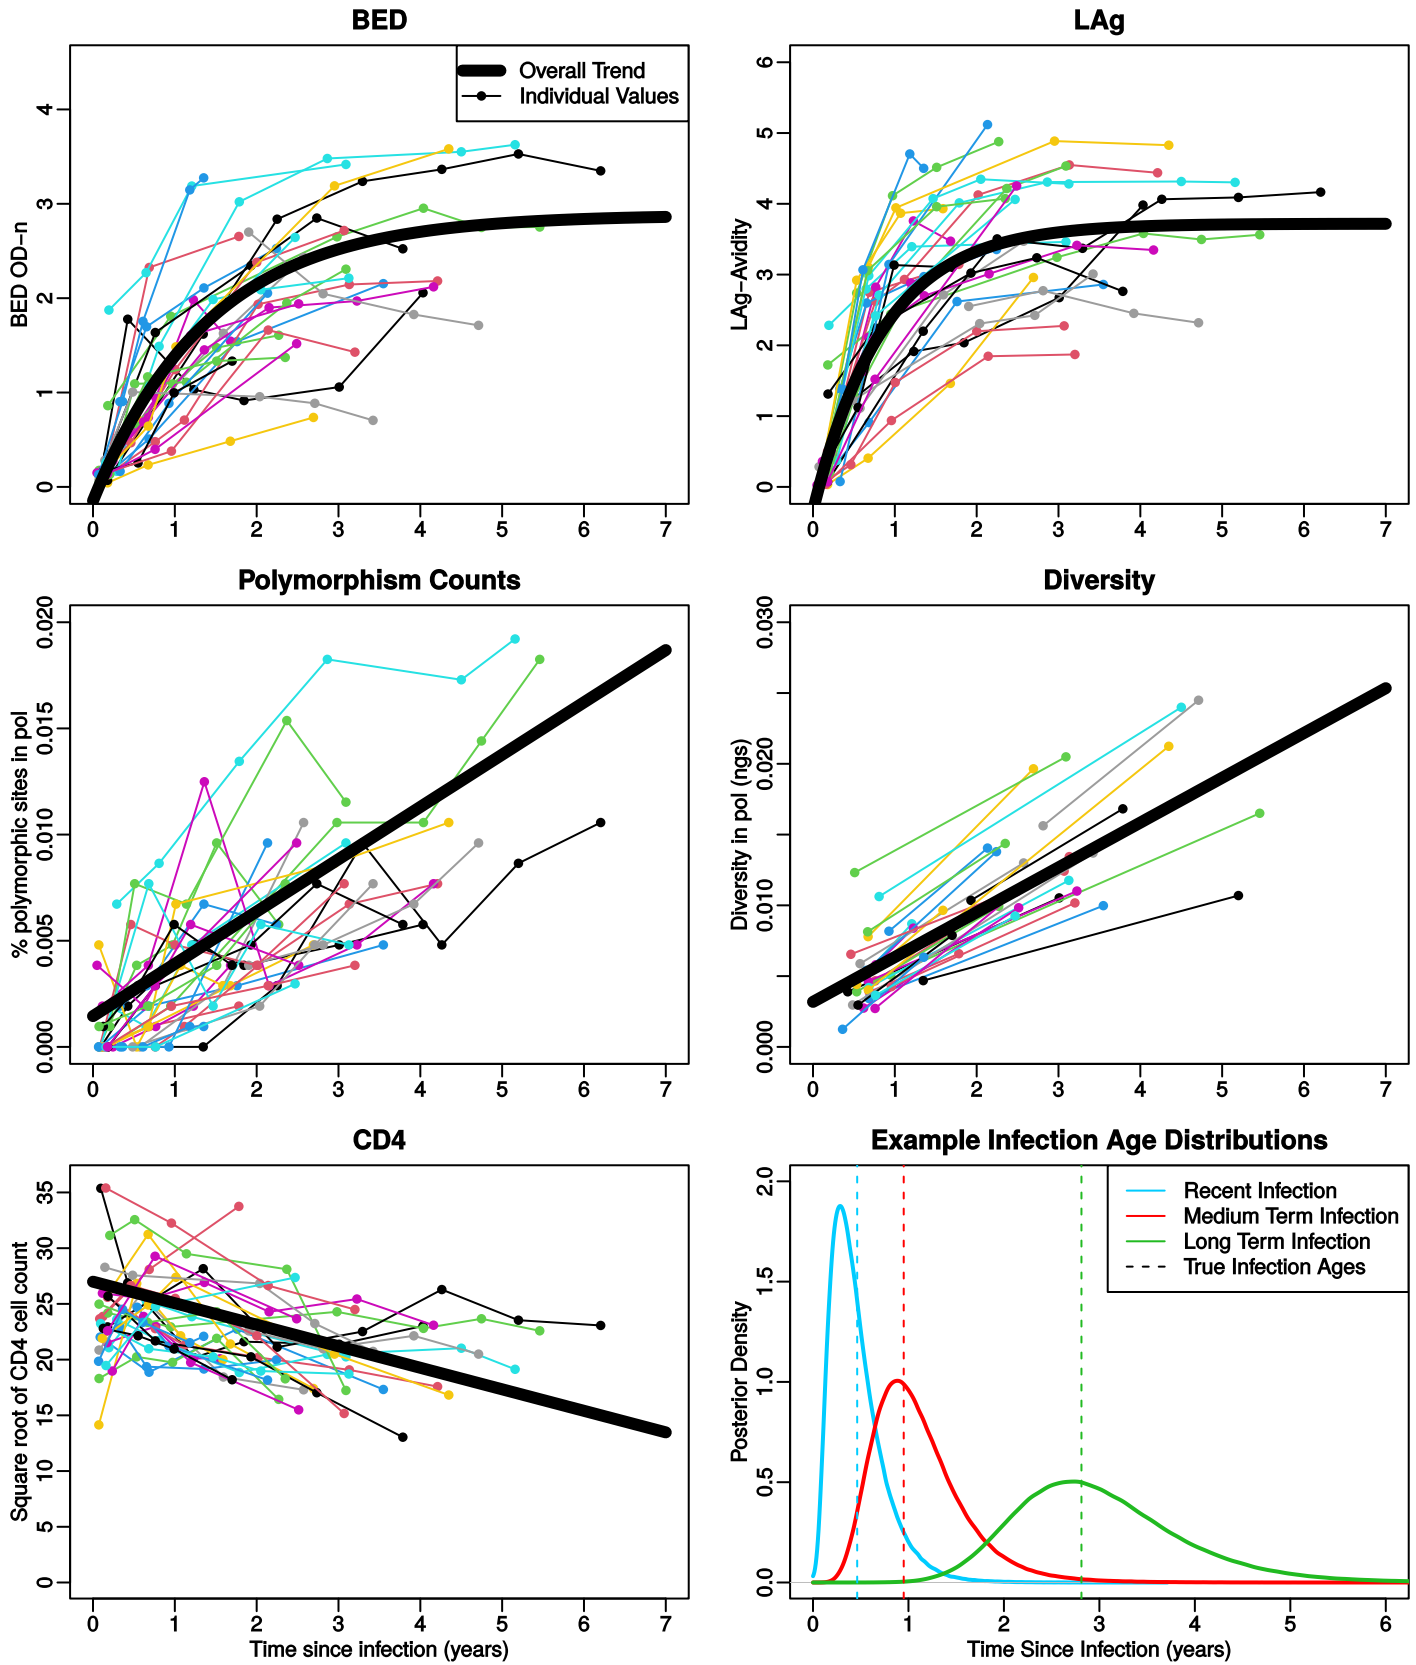 BED
Overall Trend
Individual Values
BED OD−n
0 1 2 3 4
0 1 2 3 4 5 6 7
LAg
LAg−Avidity
0 1 2 3 4 5 6
0 1 2 3 4 5 6 7
Polymorphism Counts
% polymorphic sites in pol
0.000 0.005 0.010 0.015 0.020
0 1 2 3 4 5 6 7
Diversity
Diversity in pol (ngs)
0.000 0.010 0.020 0.030
0 1 2 3 4 5 6 7
CD4
Square root of CD4 cell count
0 5 10 15 20 25 30 35
0 1 2 3 4 5 6 7
Time since infection (years)
Example Infection Age Distributions
Recent Infection
Medium Term Infection
Long Term Infection
True Infection Ages
Posterior Density
0.0 0.5 1.0 1.5 2.0
0 1 2 3 4 5 6
Time Since Infection (years)